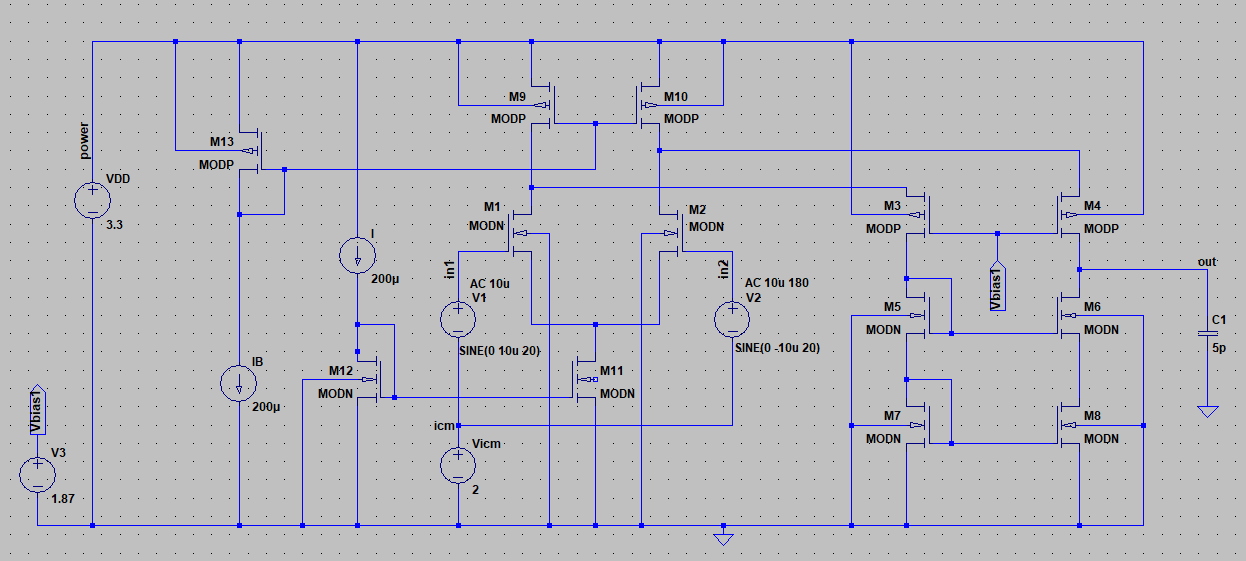 M9
MODP
M10
MODP
power
M13
MODP
VDD
3.3
M1
MODN
M2
MODN
M3
MODP
M4
MODP
I
200µ
in1
AC 10u
V1
SINE(0 10u 20)
in2
AC 10u 180
V2
SINE(0 -10u 20)
Vbias1
out
M5
MODN
M6
MODN
C1
5p
IB
200µ
M12
MODN
M11
MODN
Vbias1
V3
1.87
icm
Vicm
2
M7
MODN
M8
MODN